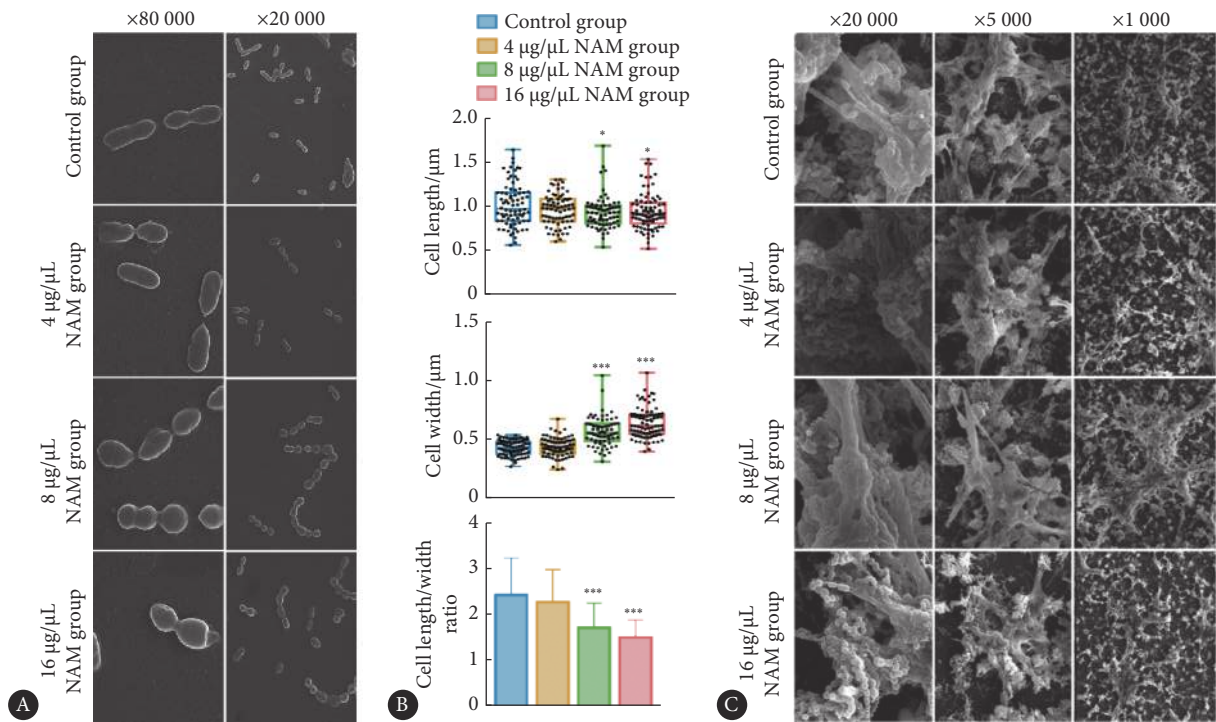 ×80 000
×20 000
Control group
4 µg/µL
NAM group
8 µg/µL
NAM group
16 µg/µL
NAM group
A
Control group
4 µg/µL NAM group
8 µg/µL NAM group
16 µg/µL NAM group
2.0
1.5
1.0
0.5
0
Cell length/µm
*
*
1.5
1.0
0.5
0
Cell width/µm
***
***
4
3
2
1
0
Cell length/width
ratio
***
***
B
×20 000
×5 000
×1 000
Control group
4 µg/µL
NAM group
8 µg/µL
NAM group
16 µg/µL
NAM group
C